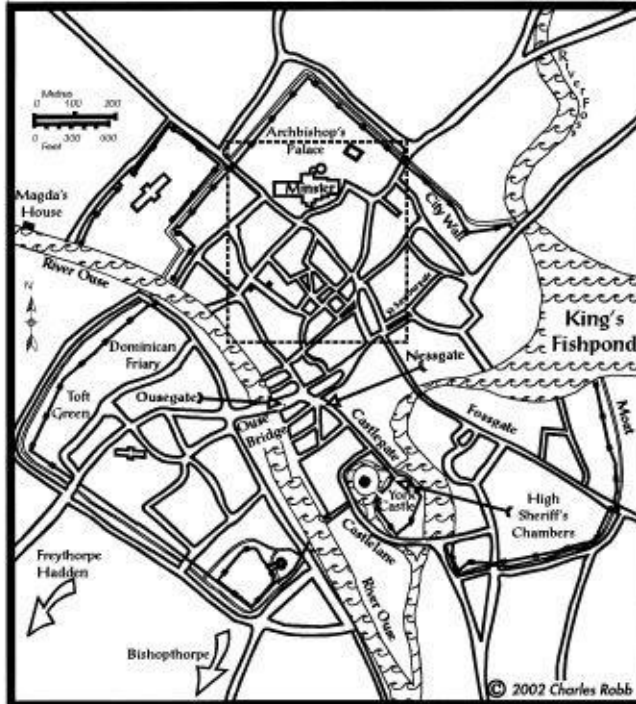 Metres
0 100 200
0 300 600
Feet
Archbishop's
Palace
Minster
River Foss
City Wall
Magda's
House
River Ouse
N
King's
Fishpond
Dominican
Friary
Nessgate
Toft
Green
Ousegate
Ouse
Bridge
Castlegate
Fossgate
Moat
York
Castle
High
Sheriff's
Chambers
Castle lane
River Ouse
Freythorpe
Hadden
Bishopthorpe
© 2002 Charles Robb